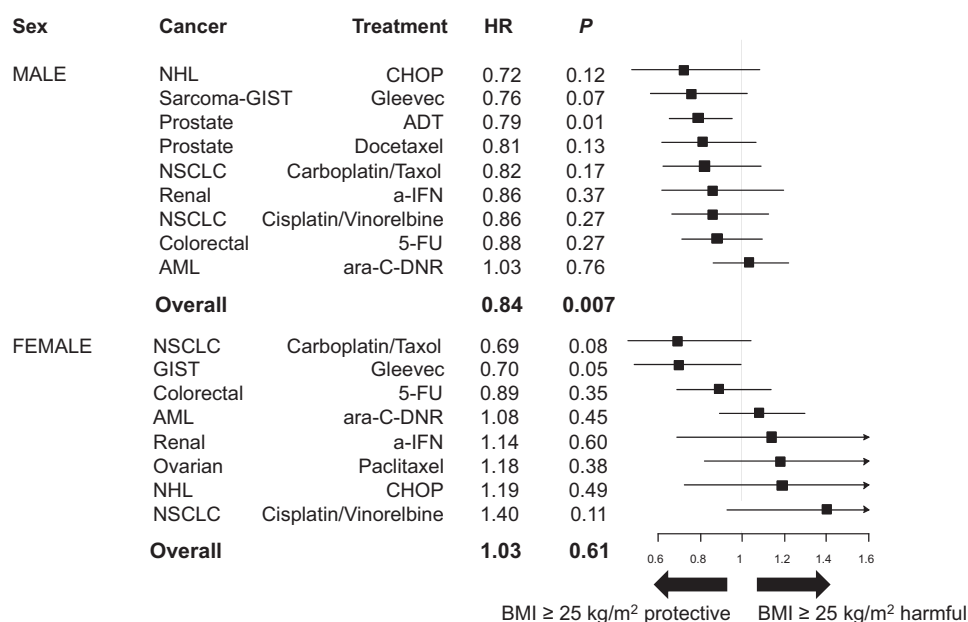 Sex Cancer Treatment HR P
MALE NHL CHOP 0.72 0.12
Sarcoma-GIST Gleevec 0.76 0.07
Prostate ADT 0.79 0.01
Prostate Docetaxel 0.81 0.13
NSCLC Carboplatin/Taxol 0.82 0.17
Renal a-IFN 0.86 0.37
NSCLC Cisplatin/Vinorelbine 0.86 0.27
Colorectal 5-FU 0.88 0.27
AML ara-C-DNR 1.03 0.76
Overall 0.84 0.007
FEMALE NSCLC Carboplatin/Taxol 0.69 0.08
GIST Gleevec 0.70 0.05
Colorectal 5-FU 0.89 0.35
AML ara-C-DNR 1.08 0.45
Renal a-IFN 1.14 0.60
Ovarian Paclitaxel 1.18 0.38
NHL CHOP 1.19 0.49
NSCLC Cisplatin/Vinorelbine 1.40 0.11
Overall 1.03 0.61
0.6 0.8 1 1.2 1.4 1.6
BMI ≥ 25 kg/m² protective BMI ≥ 25 kg/m² harmful